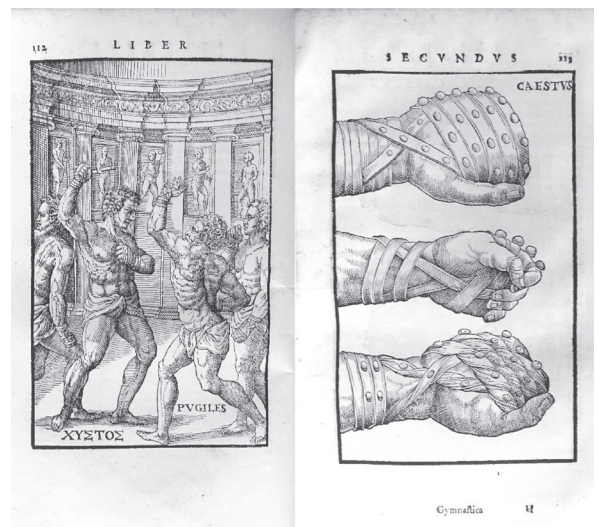 112 LIBER
PVGILES
ΧΥΣΤΟΣ
SECVNDVS 113
CAESTVS
Gymnastica